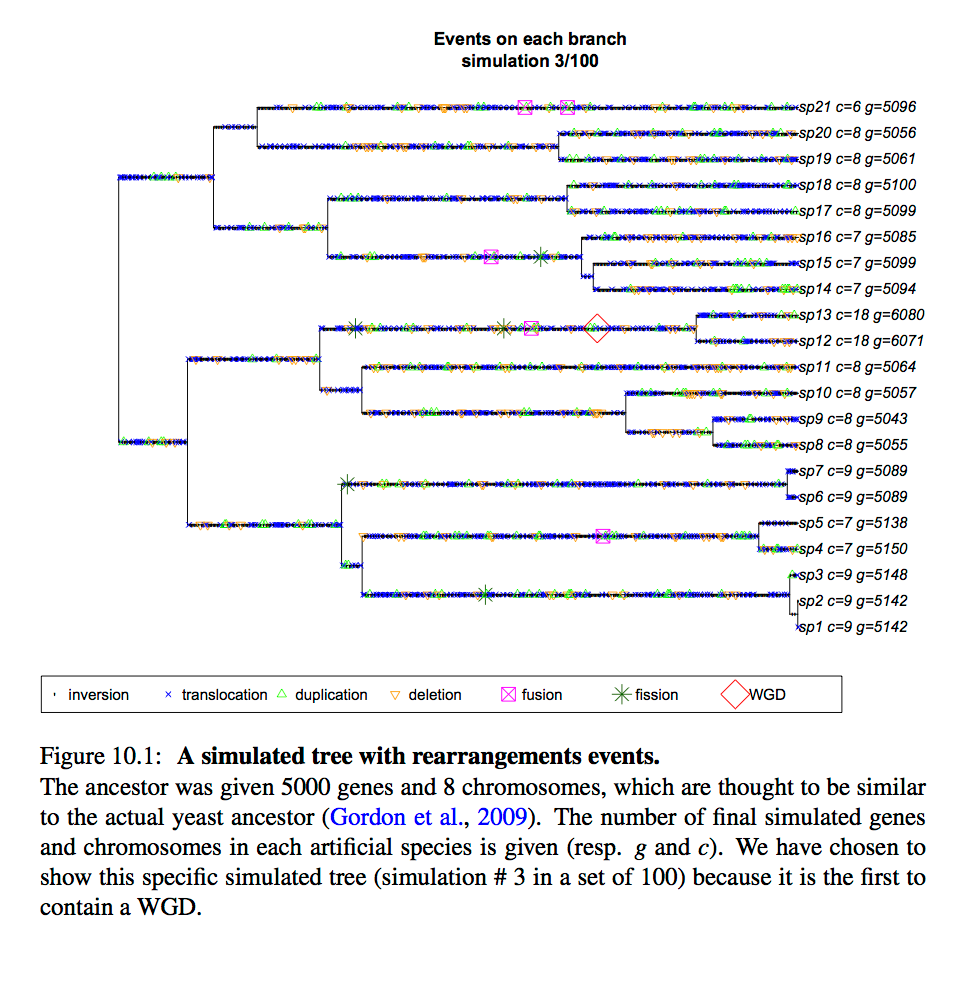 Events on each branch
simulation 3/100
sp21 c=6 g=5096
sp20 c=8 g=5056
sp19 c=8 g=5061
sp18 c=8 g=5100
sp17 c=8 g=5099
sp16 c=7 g=5085
sp15 c=7 g=5099
sp14 c=7 g=5094
sp13 c=18 g=6080
sp12 c=18 g=6071
sp11 c=8 g=5064
sp10 c=8 g=5057
sp9 c=8 g=5043
sp8 c=8 g=5055
sp7 c=9 g=5089
sp6 c=9 g=5089
sp5 c=7 g=5138
sp4 c=7 g=5150
sp3 c=9 g=5148
sp2 c=9 g=5142
sp1 c=9 g=5142
inversion translocation duplication deletion fusion fission WGD
Figure 10.1: A simulated tree with rearrangements events.
The ancestor was given 5000 genes and 8 chromosomes, which are thought to be similar
to the actual yeast ancestor (Gordon et al., 2009). The number of final simulated genes
and chromosomes in each artificial species is given (resp. g and c). We have chosen to
show this specific simulated tree (simulation # 3 in a set of 100) because it is the first to
contain a WGD.